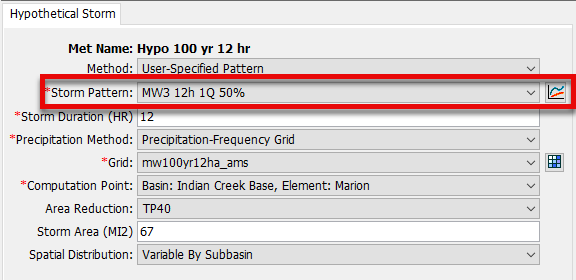 Hypothetical Storm
Met Name: Hypo 100 yr 12 hr
Method: User-Specified Pattern
*Storm Pattern: MW3 12h 1Q 50%
*Storm Duration (HR) 12
*Precipitation Method: Precipitation-Frequency Grid
*Grid: mw100yr12ha_ams
*Computation Point: Basin: Indian Creek Base, Element: Marion
Area Reduction: TP40
Storm Area (MI2) 67
Spatial Distribution: Variable By Subbasin